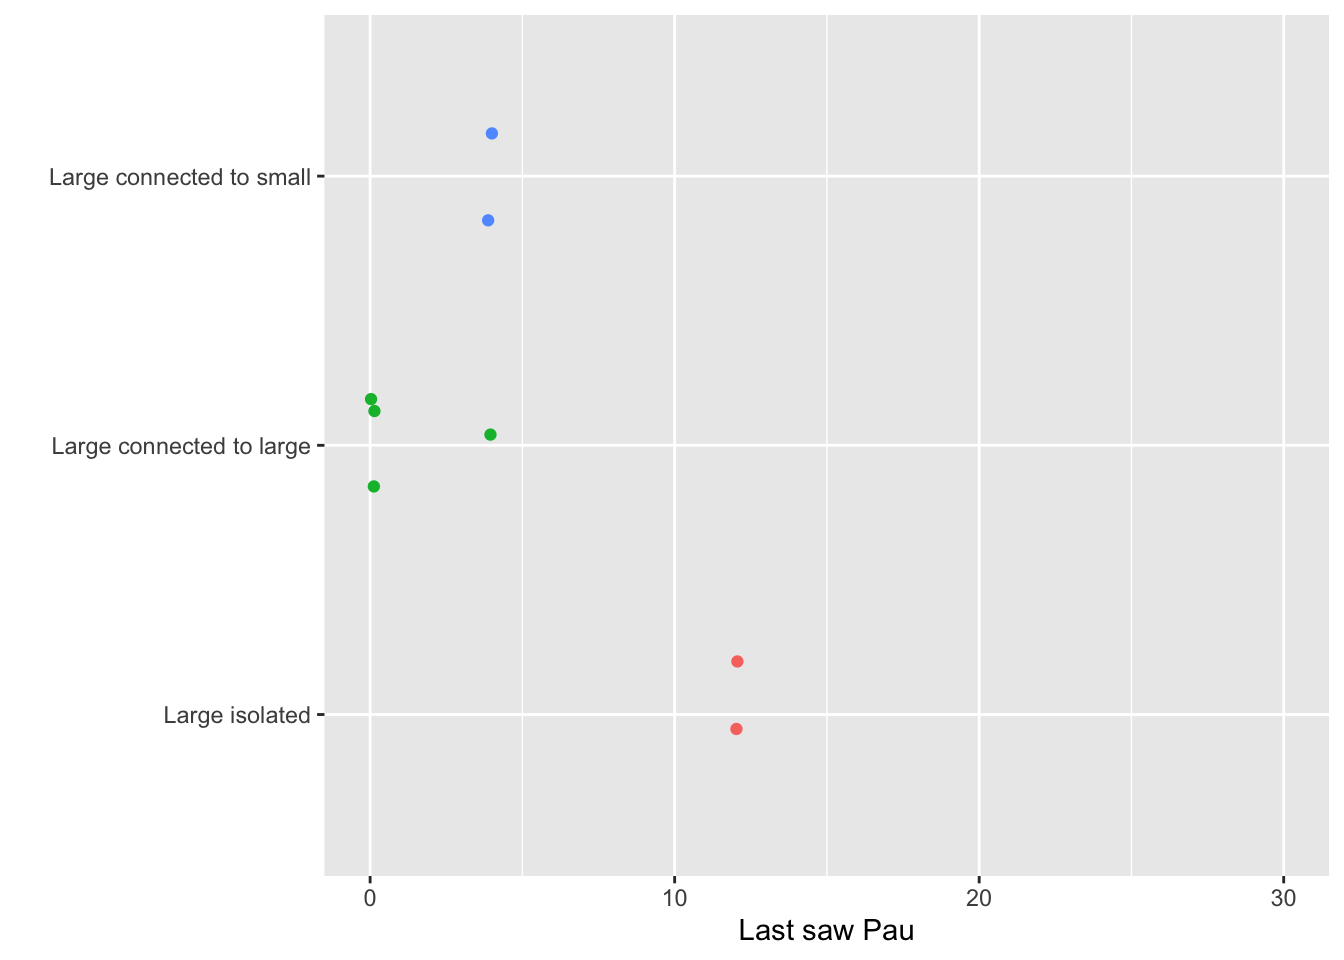 Large connected to small
Large connected to large
Large isolated
0 10 20 30
Last saw Pau